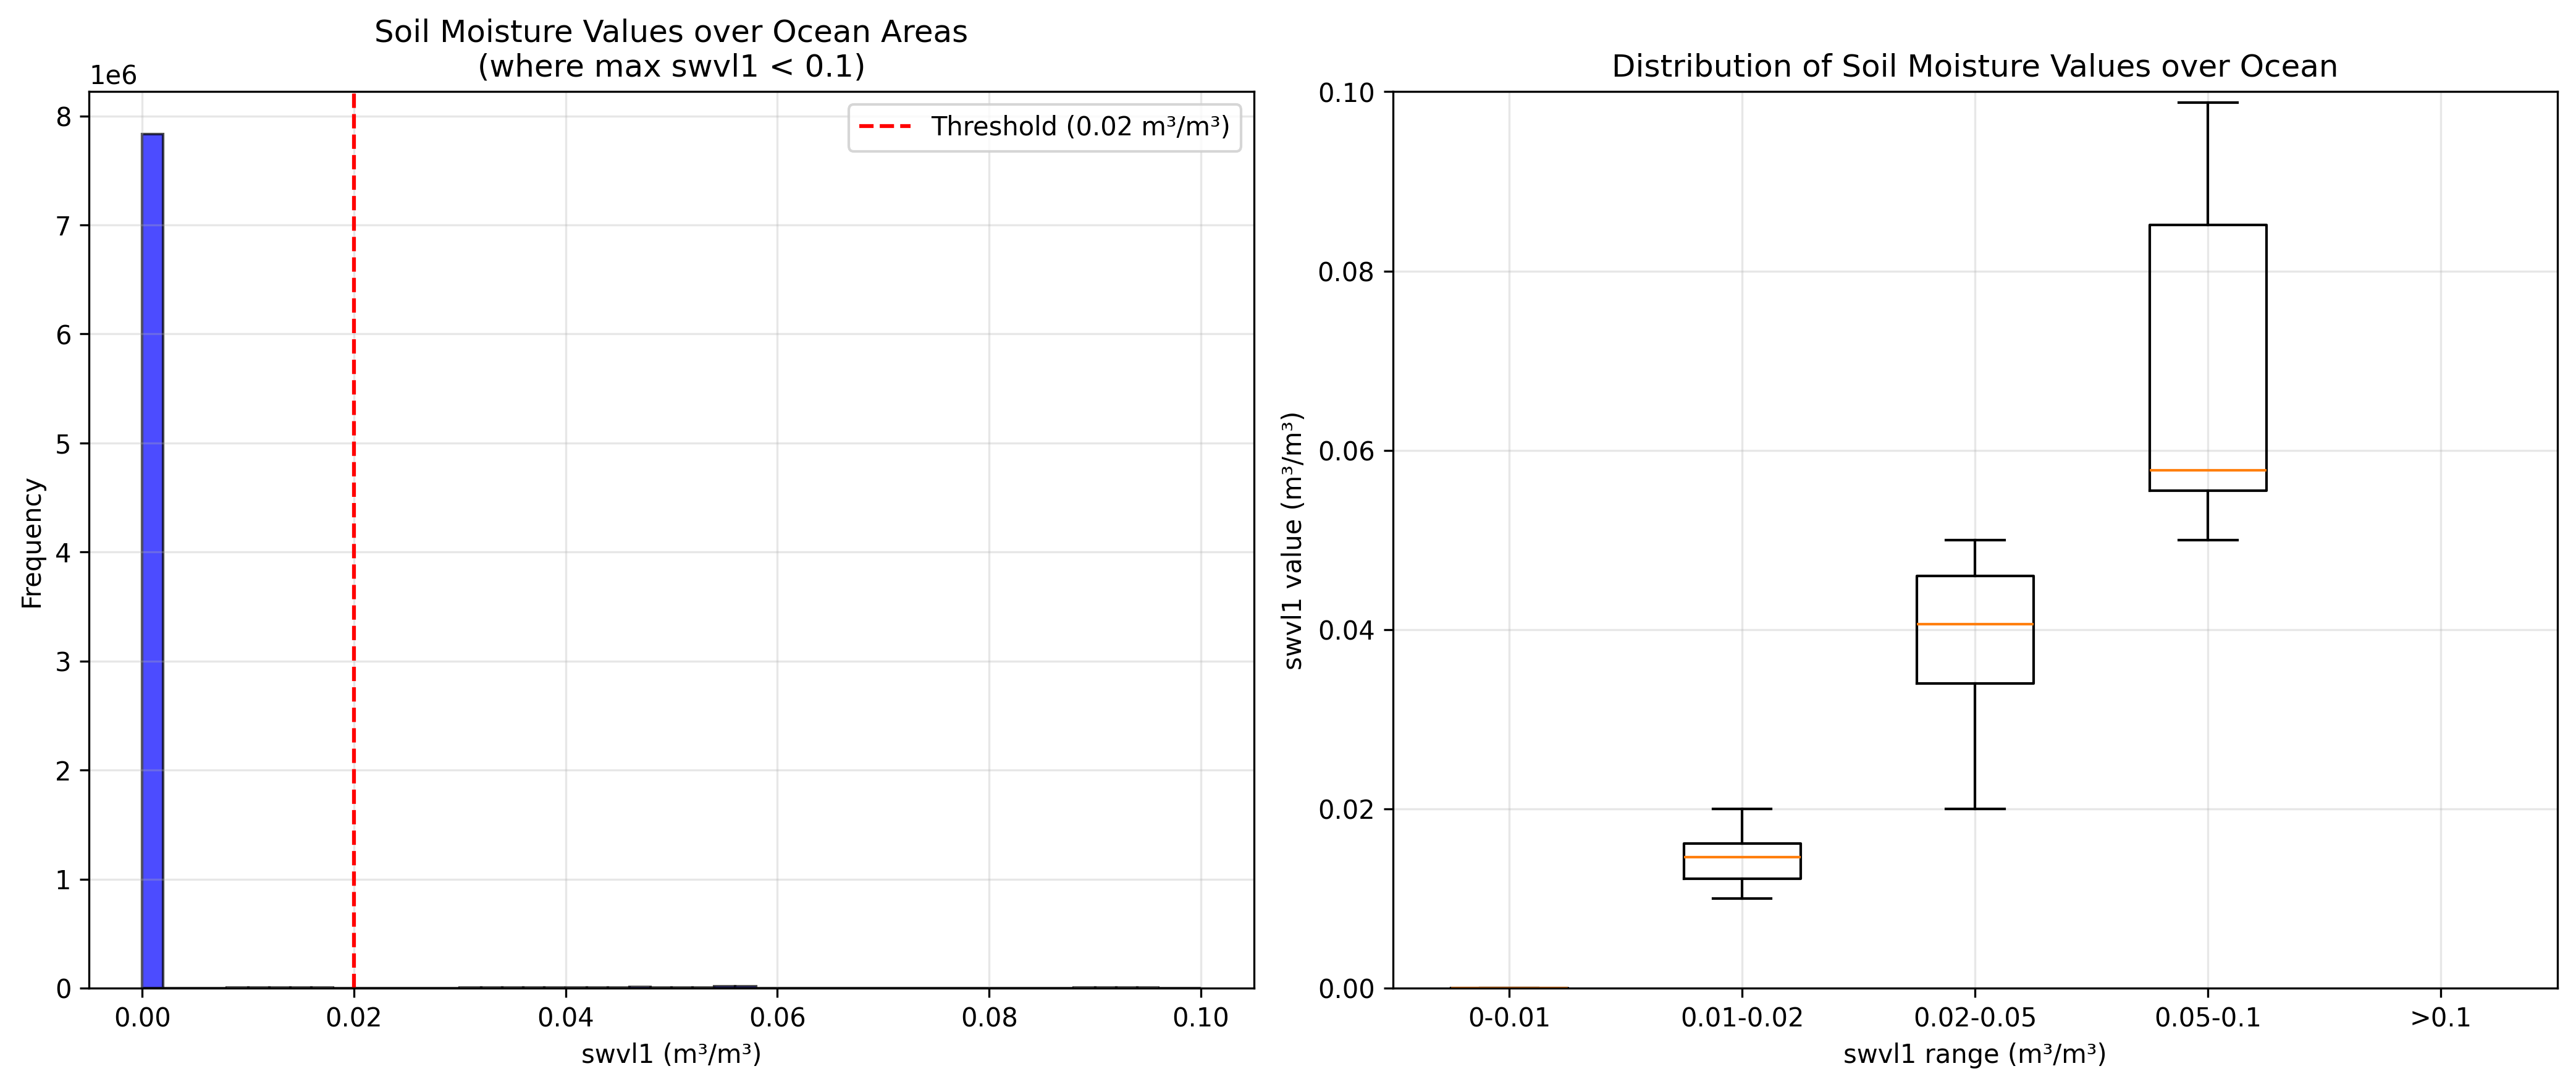 Soil Moisture Values over Ocean Areas
(where max swvl1 < 0.1)
1e6
8
7
6
5
4
3
2
1
0
Frequency
Threshold (0.02 m³/m³)
0.00 0.02 0.04 0.06 0.08 0.10
swvl1 (m³/m³)
Distribution of Soil Moisture Values over Ocean
0.10
0.08
0.06
0.04
0.02
0.00
swvl1 value (m³/m³)
0-0.01 0.01-0.02 0.02-0.05 0.05-0.1 >0.1
swvl1 range (m³/m³)